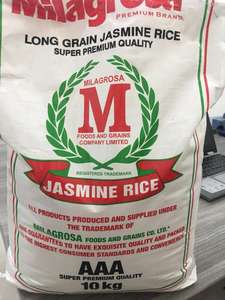 Milagrosa
PREMIUM BRAND
LONG GRAIN JASMINE RICE
SUPER PREMIUM QUALITY
MILAGROSA
M
FOODS AND GRAINS
COMPANY LIMITED
REGISTERED TRADEMARK
JASMINE RICE
ALL PRODUCTS PRODUCED AND SUPPLIED UNDER
THE TRADEMARK OF
MILAGROSA FOODS AND GRAINS CO. LTD.
ARE GUARANTEED TO HAVE EXQUISITE QUALITY AND PACKED
THE HIGHEST CONSUMER STANDARDS AND CONVENIENCE
AAA
SUPER PREMIUM QUALITY
10 kg